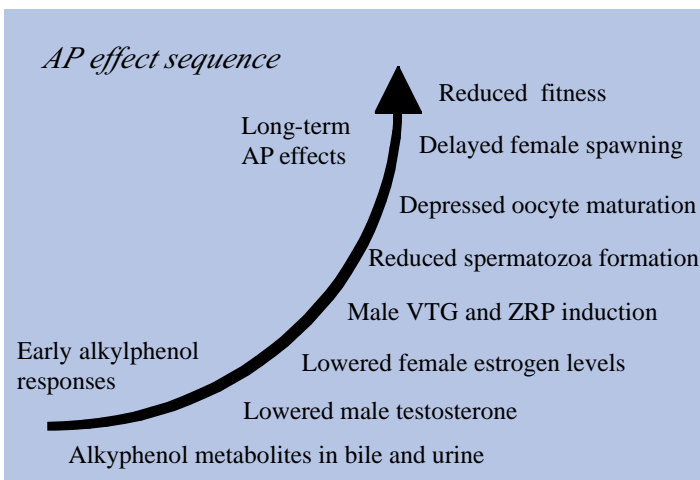 AP effect sequence
Reduced fitness
Long-term
AP effects
Delayed female spawning
Depressed oocyte maturation
Reduced spermatozoa formation
Male VTG and ZRP induction
Early alkylphenol
responses
Lowered female estrogen levels
Lowered male testosterone
Alkyphenol metabolites in bile and urine